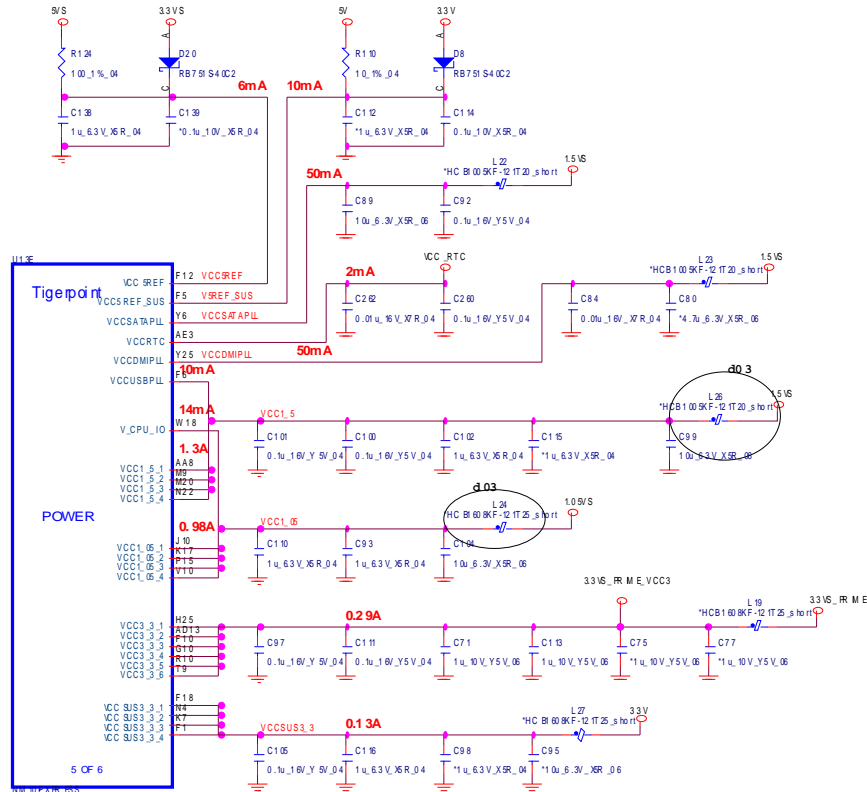 5VS
3.3VS
5V
3.3V
A
A
R124
100_1%_04
D20
RB751S-40C2
R110
10_1%_04
D8
RB751S-40C2
C
C
6mA
10mA
C138
1u_6.3V_X5R_04
C139
*0.1u_10V_X5R_04
C112
*1u_6.3V_X5R_04
C114
0.1u_10V_X5R_04
L22
*HCB1005KF-121T20_short
1.5VS
50mA
C89
10u_6.3V_X5R_06
C92
0.1u_16V_Y5V_04
U13E
Tigerpoint
VCC5REF
F12
VCC5REF
VCC5REF_SUS
F5
V5REF_SUS
VCCSATAPLL
Y6
VCCSATAPLL
VCCRTC
AE3
VCCDMIPLL
Y25
VCCDMIPLL
VCCUSBPLL
F6
VCC_RTC
2mA
C262
0.01u_16V_X7R_04
C260
0.1u_16V_Y5V_04
L23
*HCB1005KF-121T20_short
1.5VS
C84
0.01u_16V_X7R_04
C80
*4.7u_6.3V_X5R_06
50mA
10mA
d03
L26
*HCB1005KF-121T20_short
1.5VS
14mA
V_CPU_IO
W18
VCC1_5
C101
0.1u_16V_Y5V_04
C100
0.1u_16V_Y5V_04
C102
1u_6.3V_X5R_04
C115
*1u_6.3V_X5R_04
C99
10u_6.3V_X5R_06
1.3A
VCC1_5_1
AA8
VCC1_5_2
M9
VCC1_5_3
M20
VCC1_5_4
N22
d03
L24
*HCB1608KF-121T25_short
1.05VS
POWER
0.98A
VCC1_05
VCC1_05_1
J10
VCC1_05_2
K17
VCC1_05_3
P15
VCC1_05_4
V10
C110
1u_6.3V_X5R_04
C93
1u_6.3V_X5R_04
C104
10u_6.3V_X5R_06
3.3VS_PRIME_VCC3
L19
*HCB1608KF-121T25_short
3.3VS_PRIME
0.29A
VCC3_3_1
H25
VCC3_3_2
AD13
VCC3_3_3
F10
VCC3_3_4
G10
VCC3_3_5
R10
VCC3_3_6
T9
C97
0.1u_16V_Y5V_04
C111
0.1u_16V_Y5V_04
C71
1u_10V_Y5V_06
C113
1u_10V_Y5V_06
C75
*1u_10V_Y5V_06
C77
*1u_10V_Y5V_06
L27
*HCB1608KF-121T25_short
3.3V
VCCSUS3_3_1
F18
VCCSUS3_3_2
N4
VCCSUS3_3_3
K7
VCCSUS3_3_4
F1
VCCSUS3_3
0.13A
C105
0.1u_16V_Y5V_04
C116
1u_6.3V_X5R_04
C98
*1u_6.3V_X5R_04
C95
*10u_6.3V_X5R_06
5 OF 6